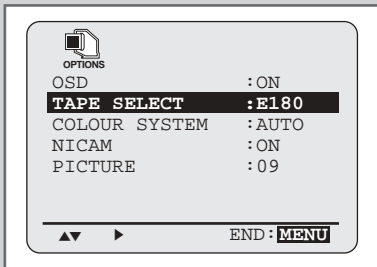 OPTIONS
OSD :ON
TAPE SELECT :E180
COLOUR SYSTEM :AUTO
NICAM :ON
PICTURE :09
▲▼ ▶ END:MENU